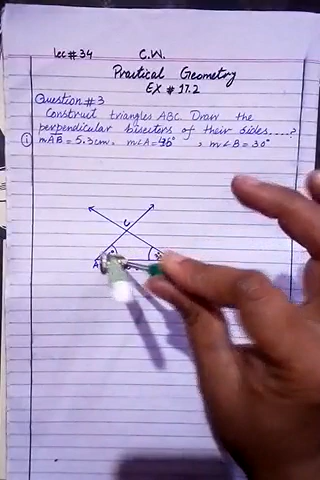 Lec# 34 C.W.
Practical Geometry
EX # 17.2
Question #3
Construct triangles ABC. Draw the
perpendicular bisectors of their sides......?
(i) mAB = 5.3cm, m∠A = 45° , m∠B = 30°
C
A